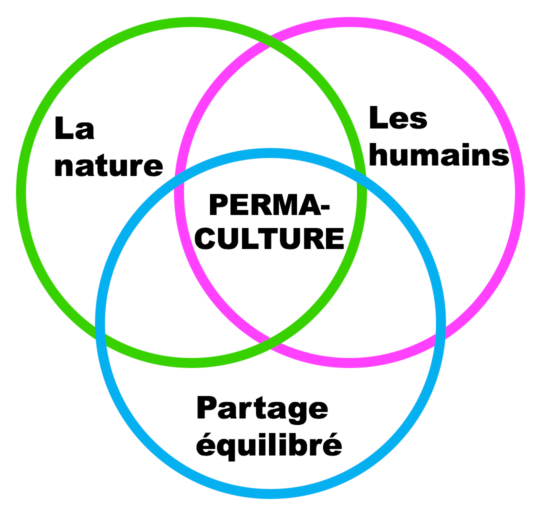 La
nature
Les
humains
PERMA-
CULTURE
Partage
équilibré